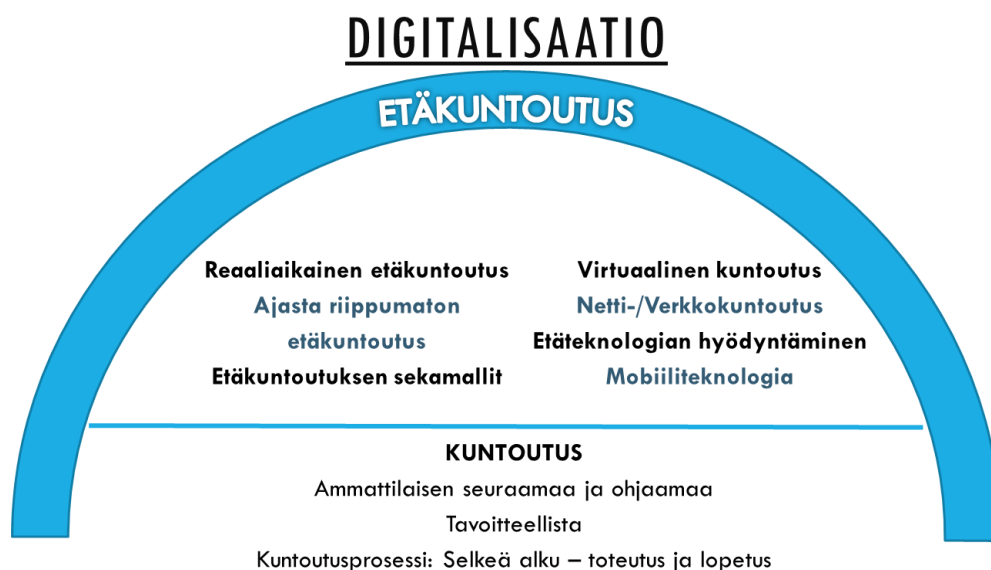 DIGITALISAATIO
ETÄKUNTOUTUS
Reaaliaikainen etäkuntoutus
Ajasta riippumaton
etäkuntoutus
Etäkuntoutuksen sekamallit
Virtuaalinen kuntoutus
Netti-/Verkkokuntoutus
Etäteknologian hyödyntäminen
Mobiiliteknologia
KUNTOUTUS
Ammattilaisen seuraamaa ja ohjaamaa
Tavoitteellista
Kuntoutusprosessi: Selkeä alku – toteutus ja lopetus